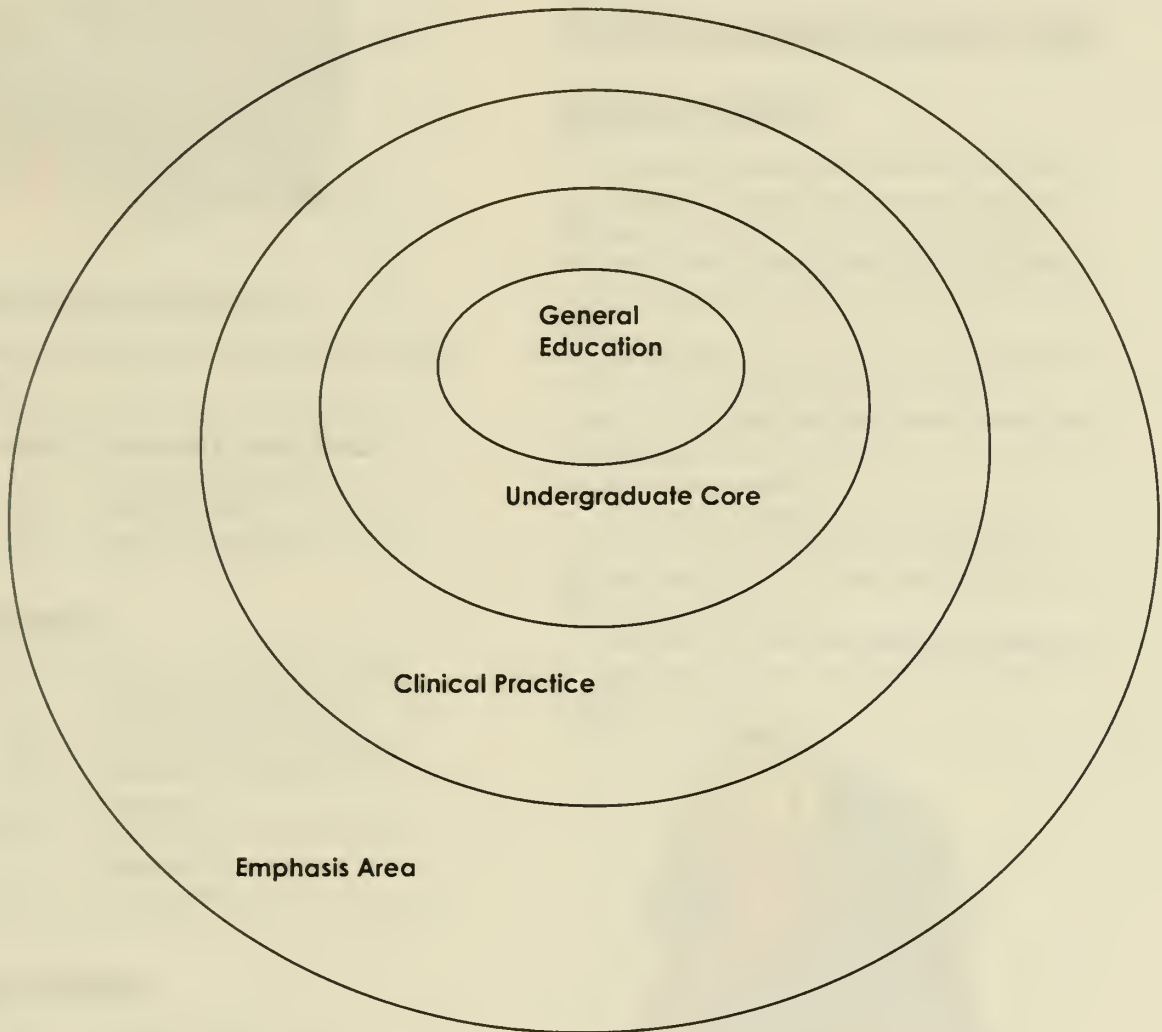 General
Education
Undergraduate Core
Clinical Practice
Emphasis Area